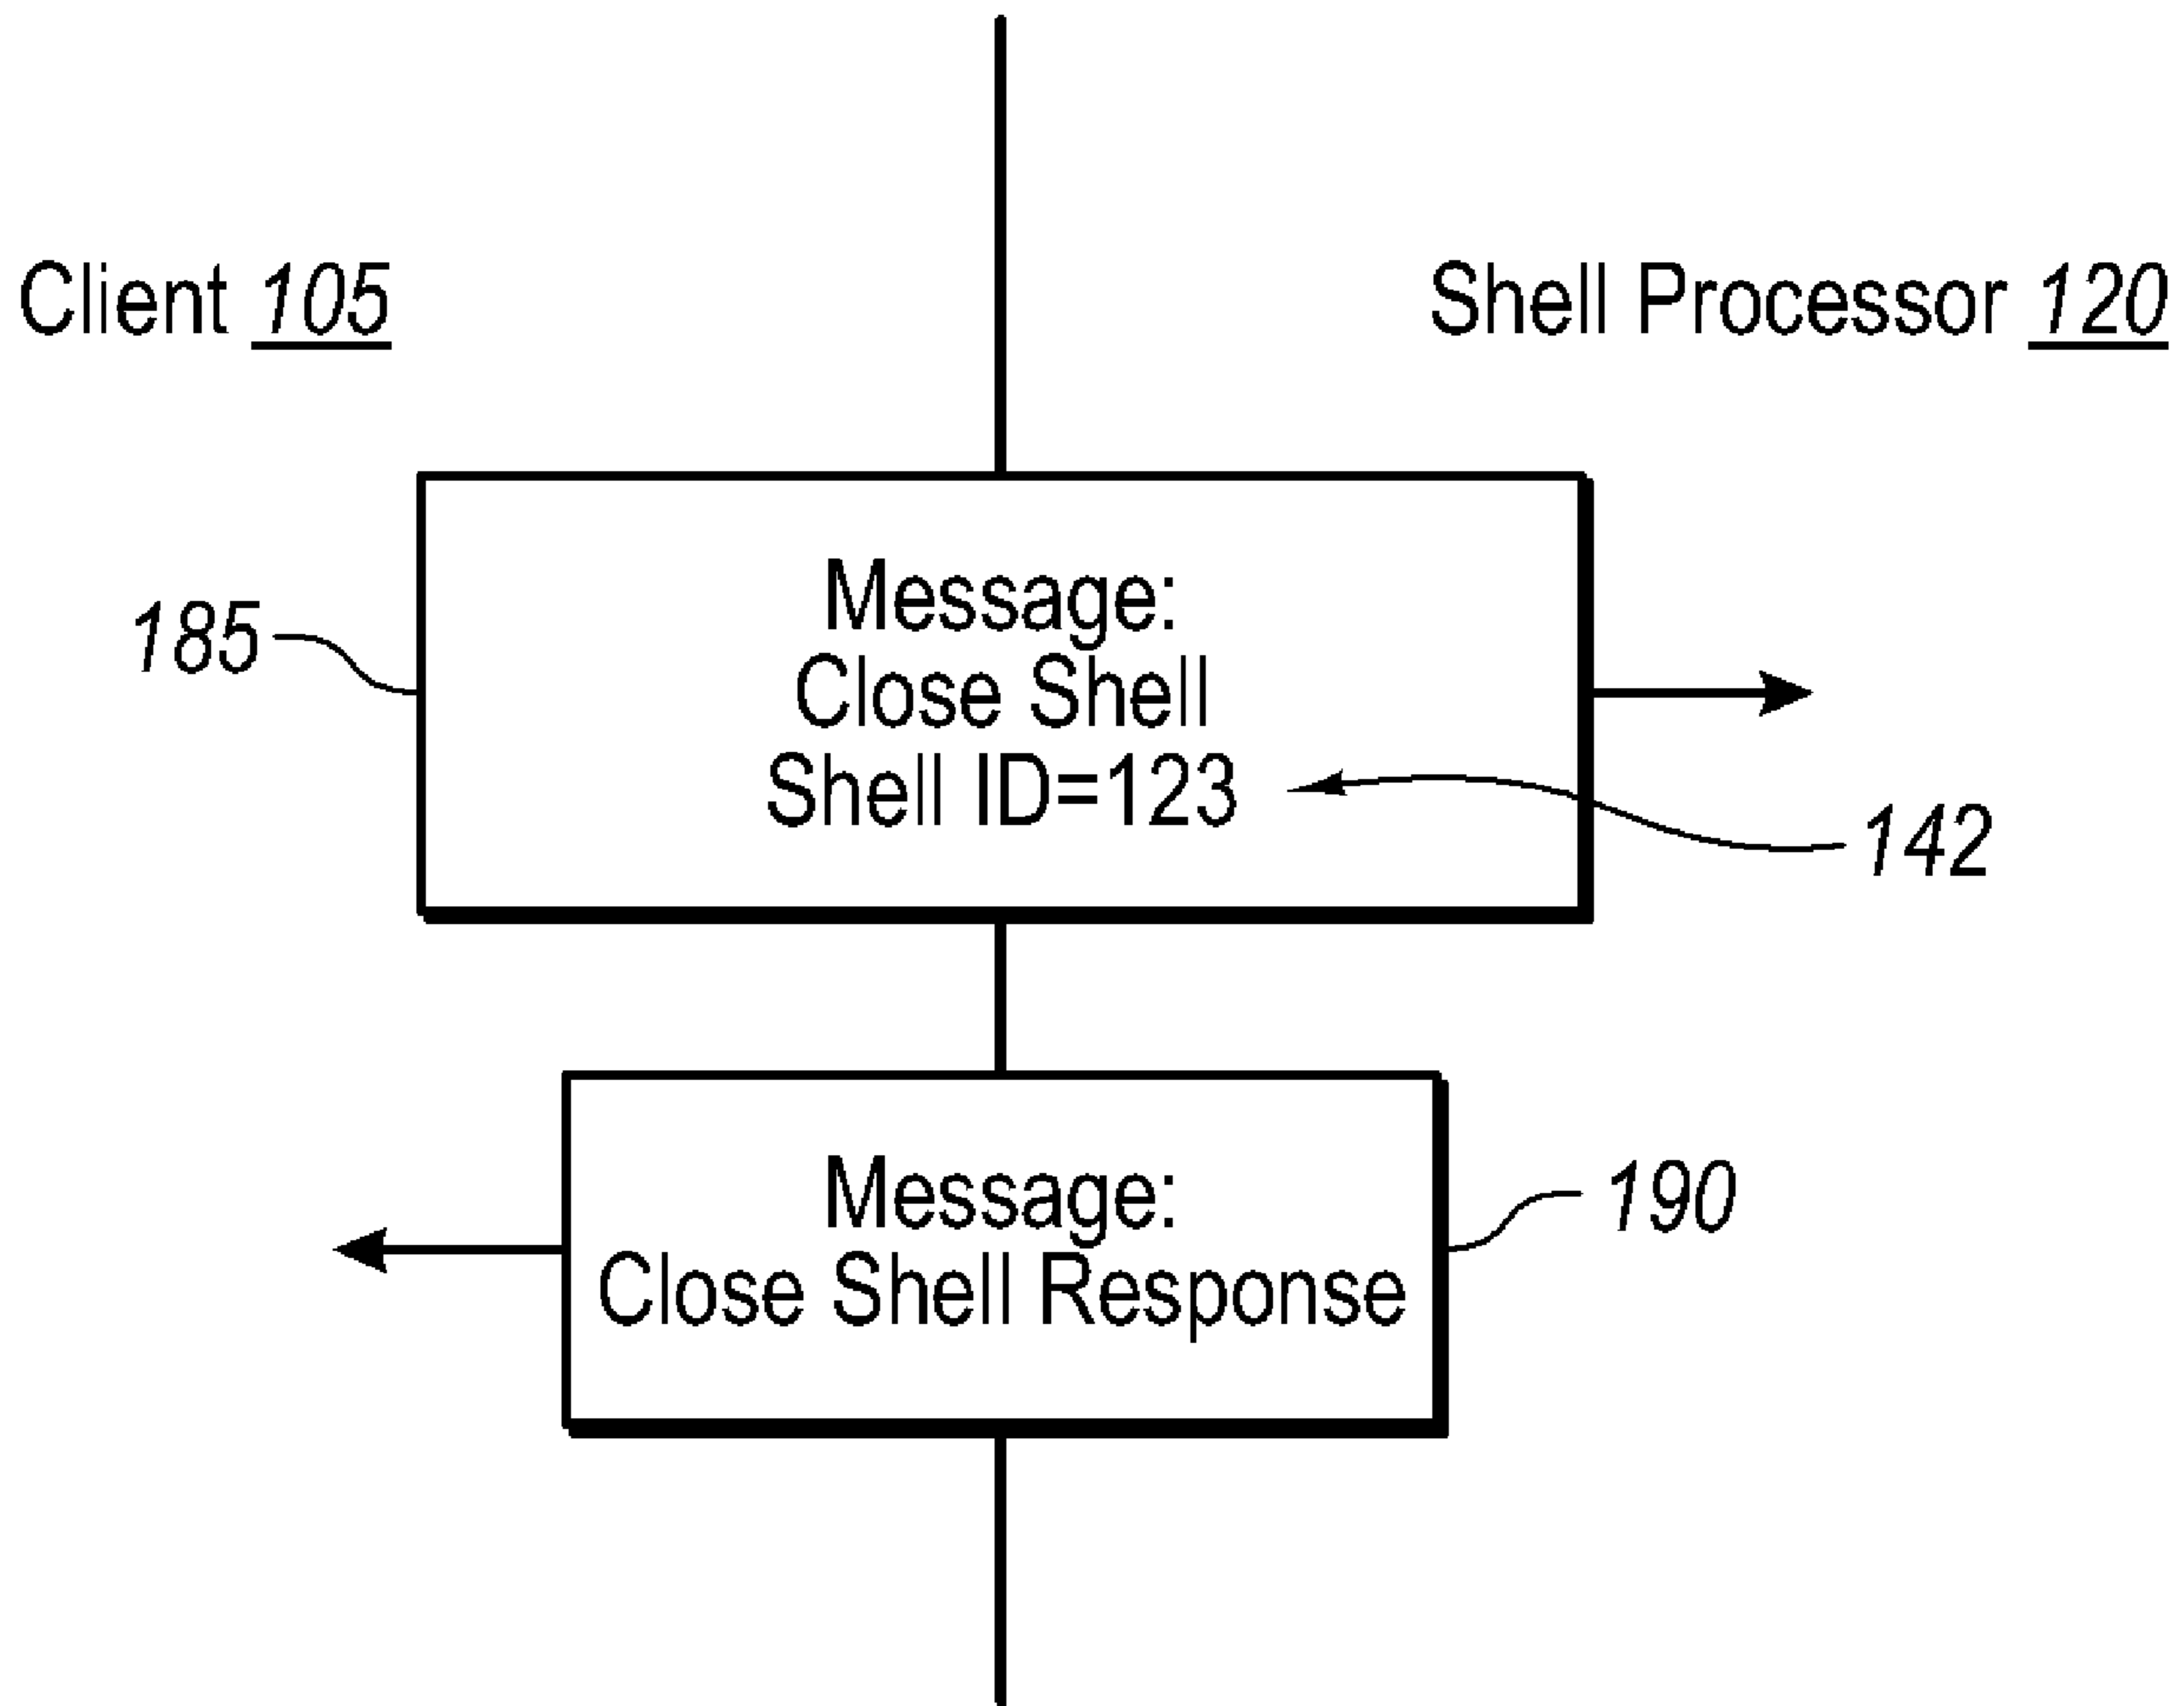 Client 105
Shell Processor 120
Message:
Close Shell
Shell ID=123
185
142
Message:
Close Shell Response
190